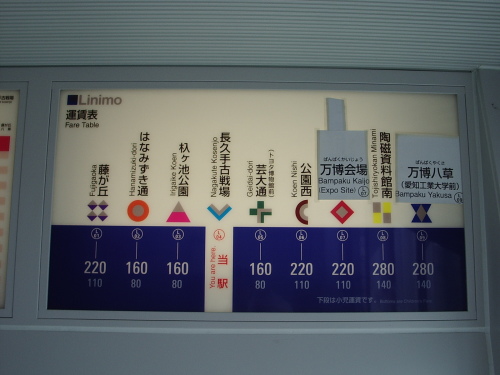 Linimo
運賃表
Fare Table
藤が丘
Fujigaoka
はなみずき通
Hanamizuki-dori
杁ヶ池公園
Irigaike Koen
長久手古戦場
Nagakute Kosenjo
芸大通
(トヨタ博物館前)
Geidai-dori
公園西
Koen Nishi
ばんぱくかいじょう
万博会場
Bampaku Kaijo
(Expo Site)
陶磁資料館南
Tojishiryokan Minami
ばんぱくやくさ
万博八草
(愛知工業大学前)
Bampaku Yakusa
220 160 160 当駅 160 220 220 280 280
You are here.
110 80 80 80 110 110 140 140
下段は小児運賃です。